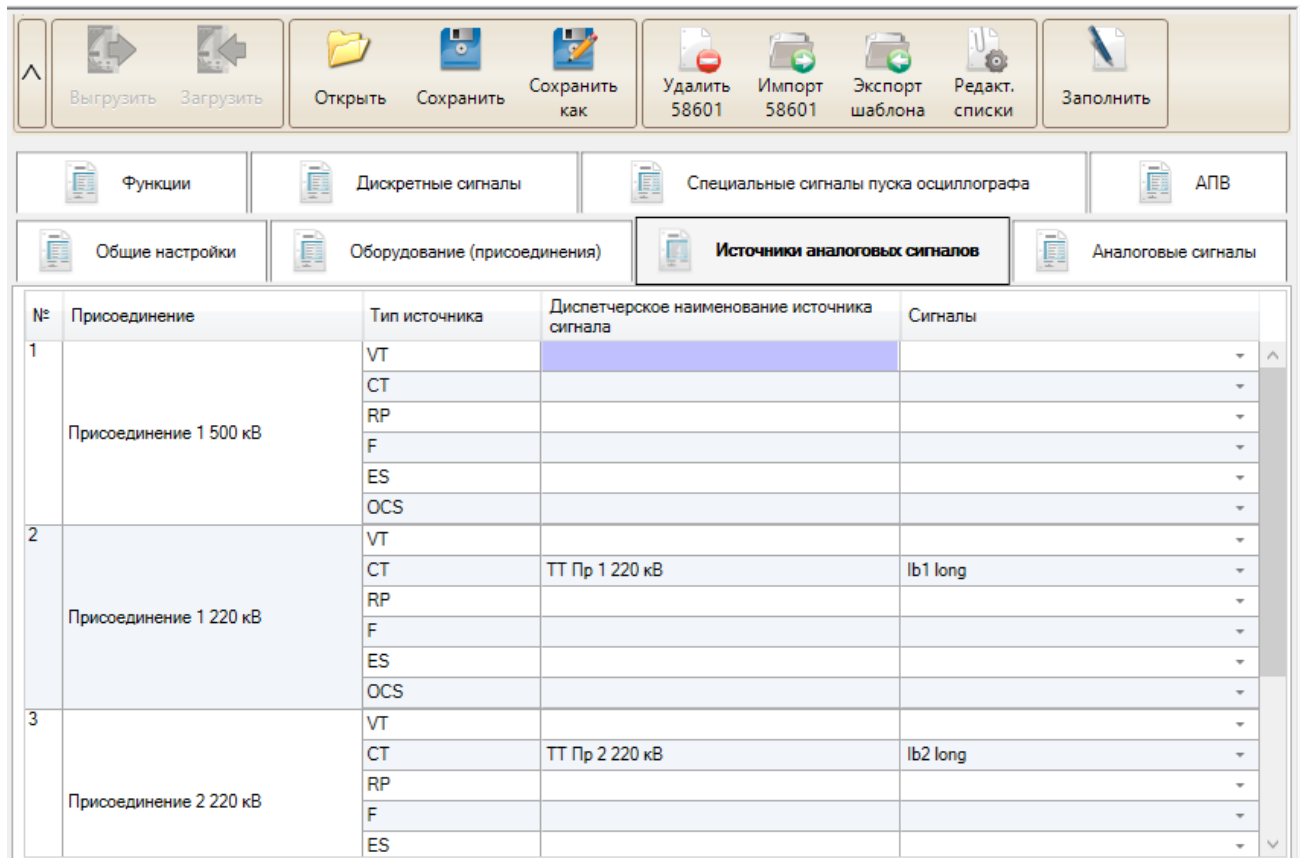 Выгрузить Загрузить Открыть Сохранить Сохранить как Удалить 58601 Импорт 58601 Экспорт шаблона Редакт. списки Заполнить
Функции Дискретные сигналы Специальные сигналы пуска осциллографа АПВ
Общие настройки Оборудование (присоединения) Источники аналоговых сигналов Аналоговые сигналы
№ Присоединение Тип источника Диспетчерское наименование источника сигнала Сигналы
1 Присоединение 1 500 кВ
VT
CT
RP
F
ES
OCS
2 Присоединение 1 220 кВ
VT
CT ТТ Пр 1 220 кВ Ib1 long
RP
F
ES
OCS
3 Присоединение 2 220 кВ
VT
CT ТТ Пр 2 220 кВ Ib2 long
RP
F
ES